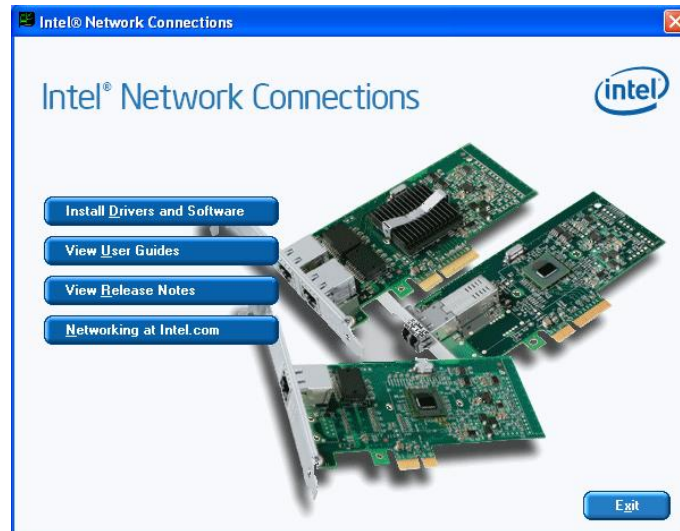 Intel® Network Connections
Intel® Network Connections
intel
Install Drivers and Software
View User Guides
View Release Notes
Networking at Intel.com
Exit